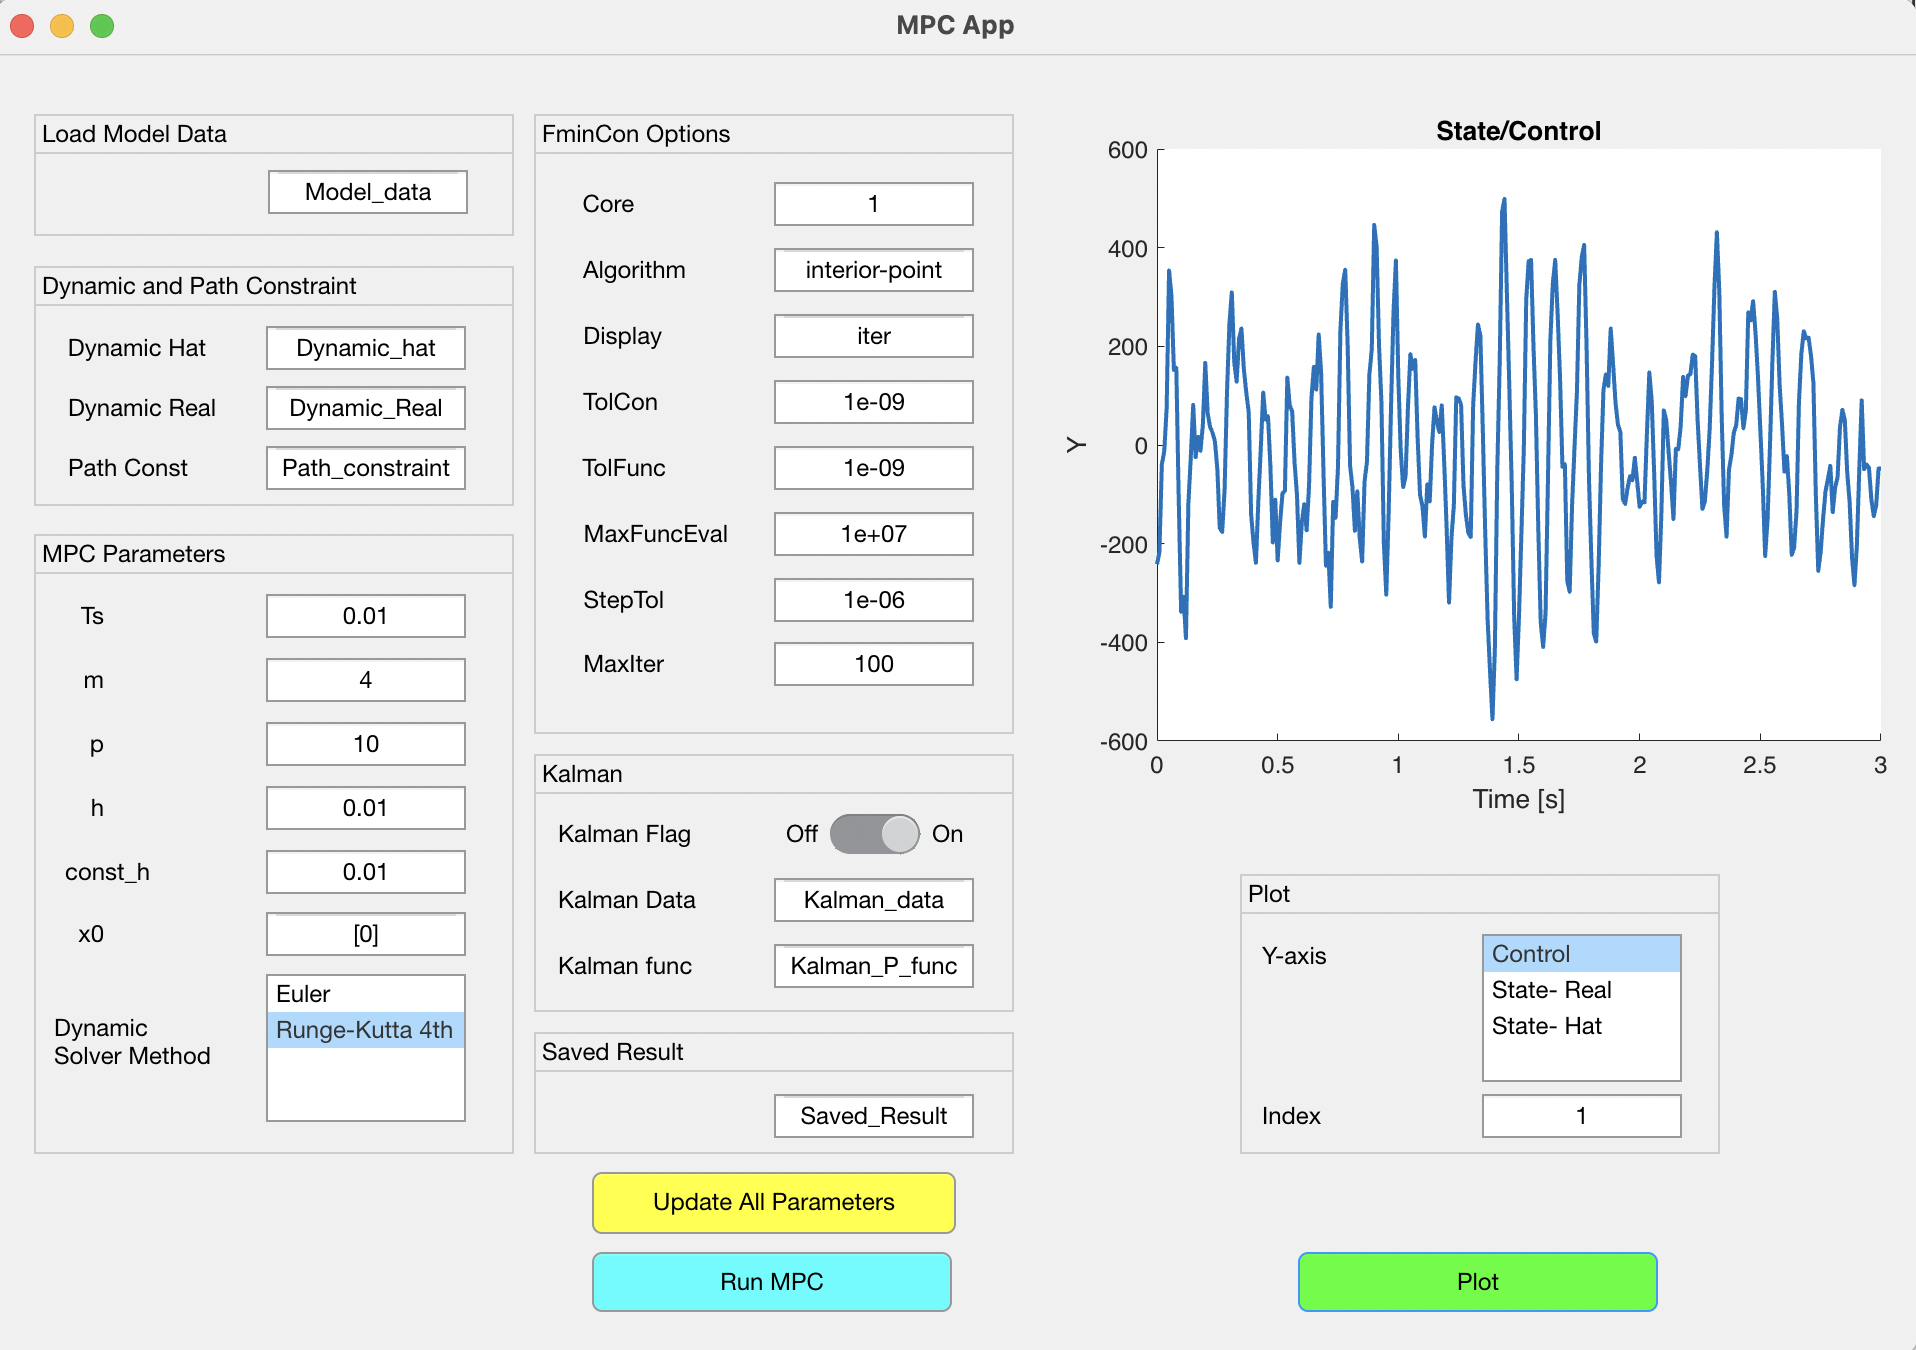 MPC App
Load Model Data
Model_data
Dynamic and Path Constraint
Dynamic Hat Dynamic_hat
Dynamic Real Dynamic_Real
Path Const Path_constraint
MPC Parameters
Ts 0.01
m 4
p 10
h 0.01
const_h 0.01
x0 [0]
Dynamic
Solver Method
Euler
Runge-Kutta 4th
FminCon Options
Core 1
Algorithm interior-point
Display iter
TolCon 1e-09
TolFunc 1e-09
MaxFuncEval 1e+07
StepTol 1e-06
MaxIter 100
Kalman
Kalman Flag Off On
Kalman Data Kalman_data
Kalman func Kalman_P_func
Saved Result
Saved_Result
Update All Parameters
Run MPC
State/Control
600
400
200
0
-200
-400
-600
Y
0 0.5 1 1.5 2 2.5 3
Time [s]
Plot
Y-axis
Control
State- Real
State- Hat
Index 1
Plot